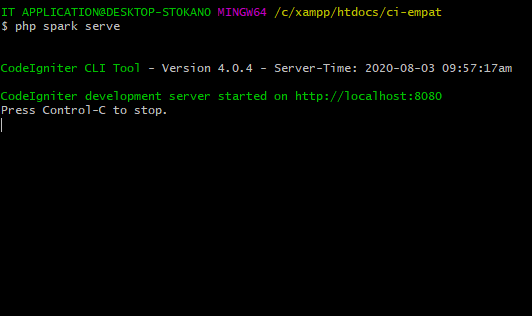 IT APPLICATION@DESKTOP-STOKANO MINGW64 /c/xampp/htdocs/ci-empat
$ php spark serve
CodeIgniter CLI Tool - Version 4.0.4 - Server-Time: 2020-08-03 09:57:17am
CodeIgniter development server started on http://localhost:8080
Press Control-C to stop.